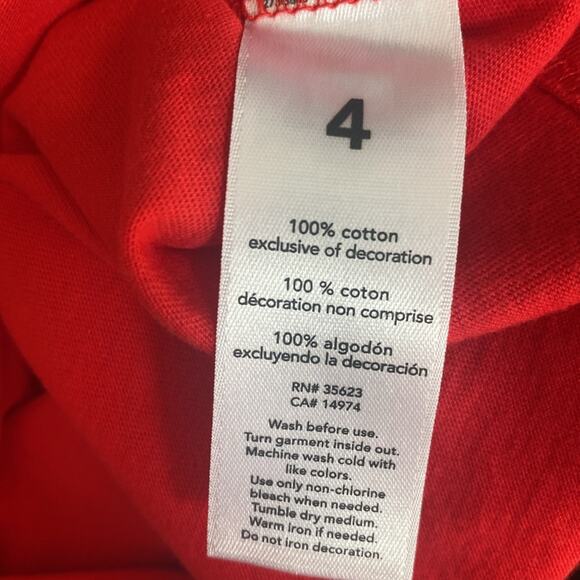 4
100% cotton
exclusive of decoration
100 % coton
décoration non comprise
100% algodón
excluyendo la decoración
RN# 35623
CA# 14974
Wash before use.
Turn garment inside out.
Machine wash cold with
like colors.
Use only non-chlorine
bleach when needed.
Tumble dry medium.
Warm iron if needed.
Do not iron decoration.